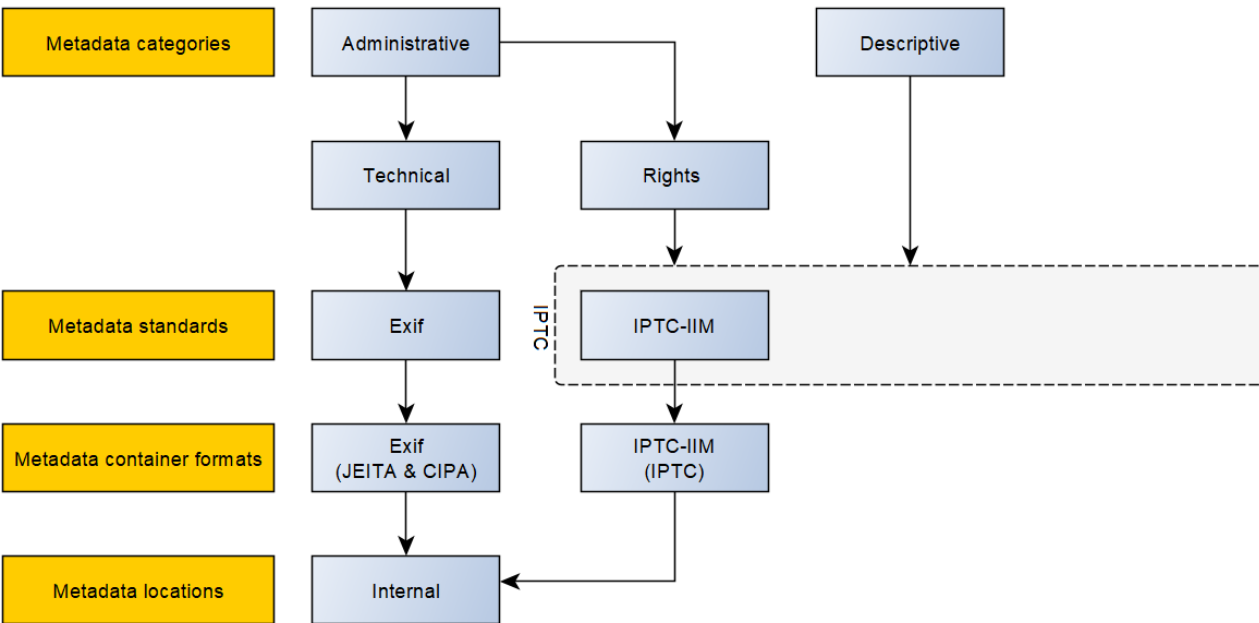 Metadata categories
Administrative
Descriptive
Technical
Rights
Metadata standards
Exif
IPTC
IPTC-IIM
Metadata container formats
Exif
(JEITA & CIPA)
IPTC-IIM
(IPTC)
Metadata locations
Internal